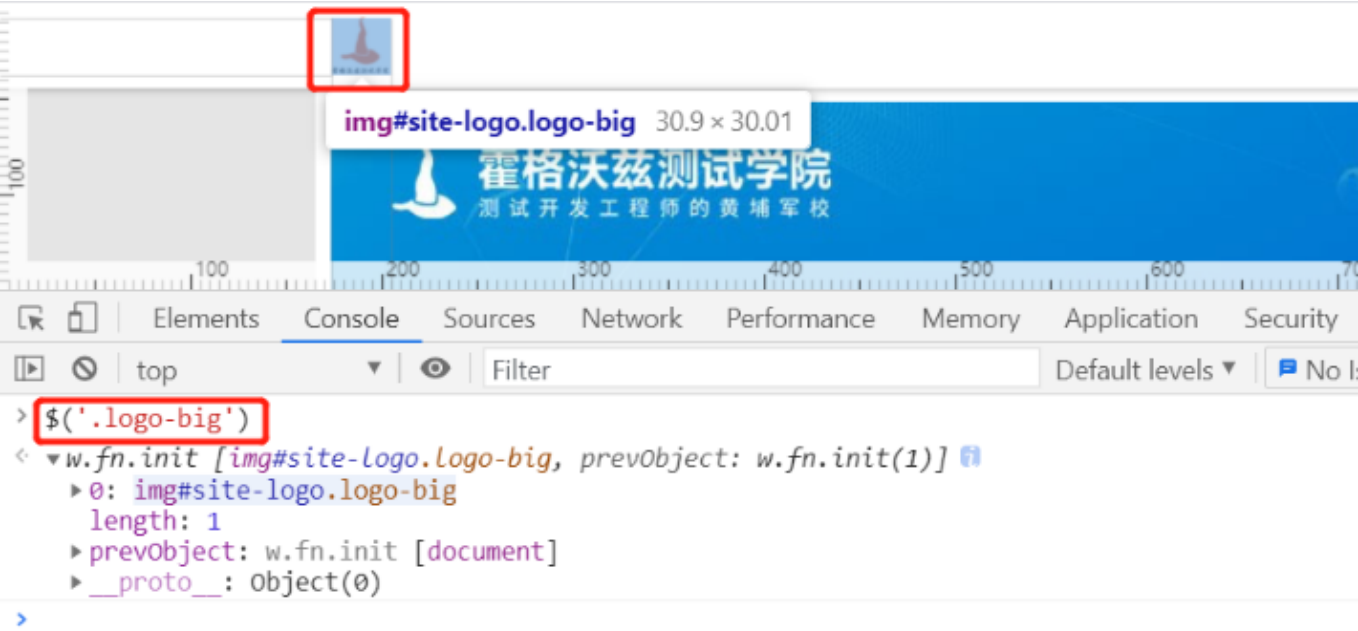 img#site-logo.logo-big 30.9 × 30.01
霍格沃兹测试学院
测试开发工程师的黄埔军校
100
100 200 300 400 500 600
Elements Console Sources Network Performance Memory Application Security
top Filter Default levels No
$('.logo-big')
w.fn.init [img#site-logo.logo-big, prevObject: w.fn.init(1)] i
0: img#site-logo.logo-big
length: 1
prevObject: w.fn.init [document]
__proto__: Object(0)